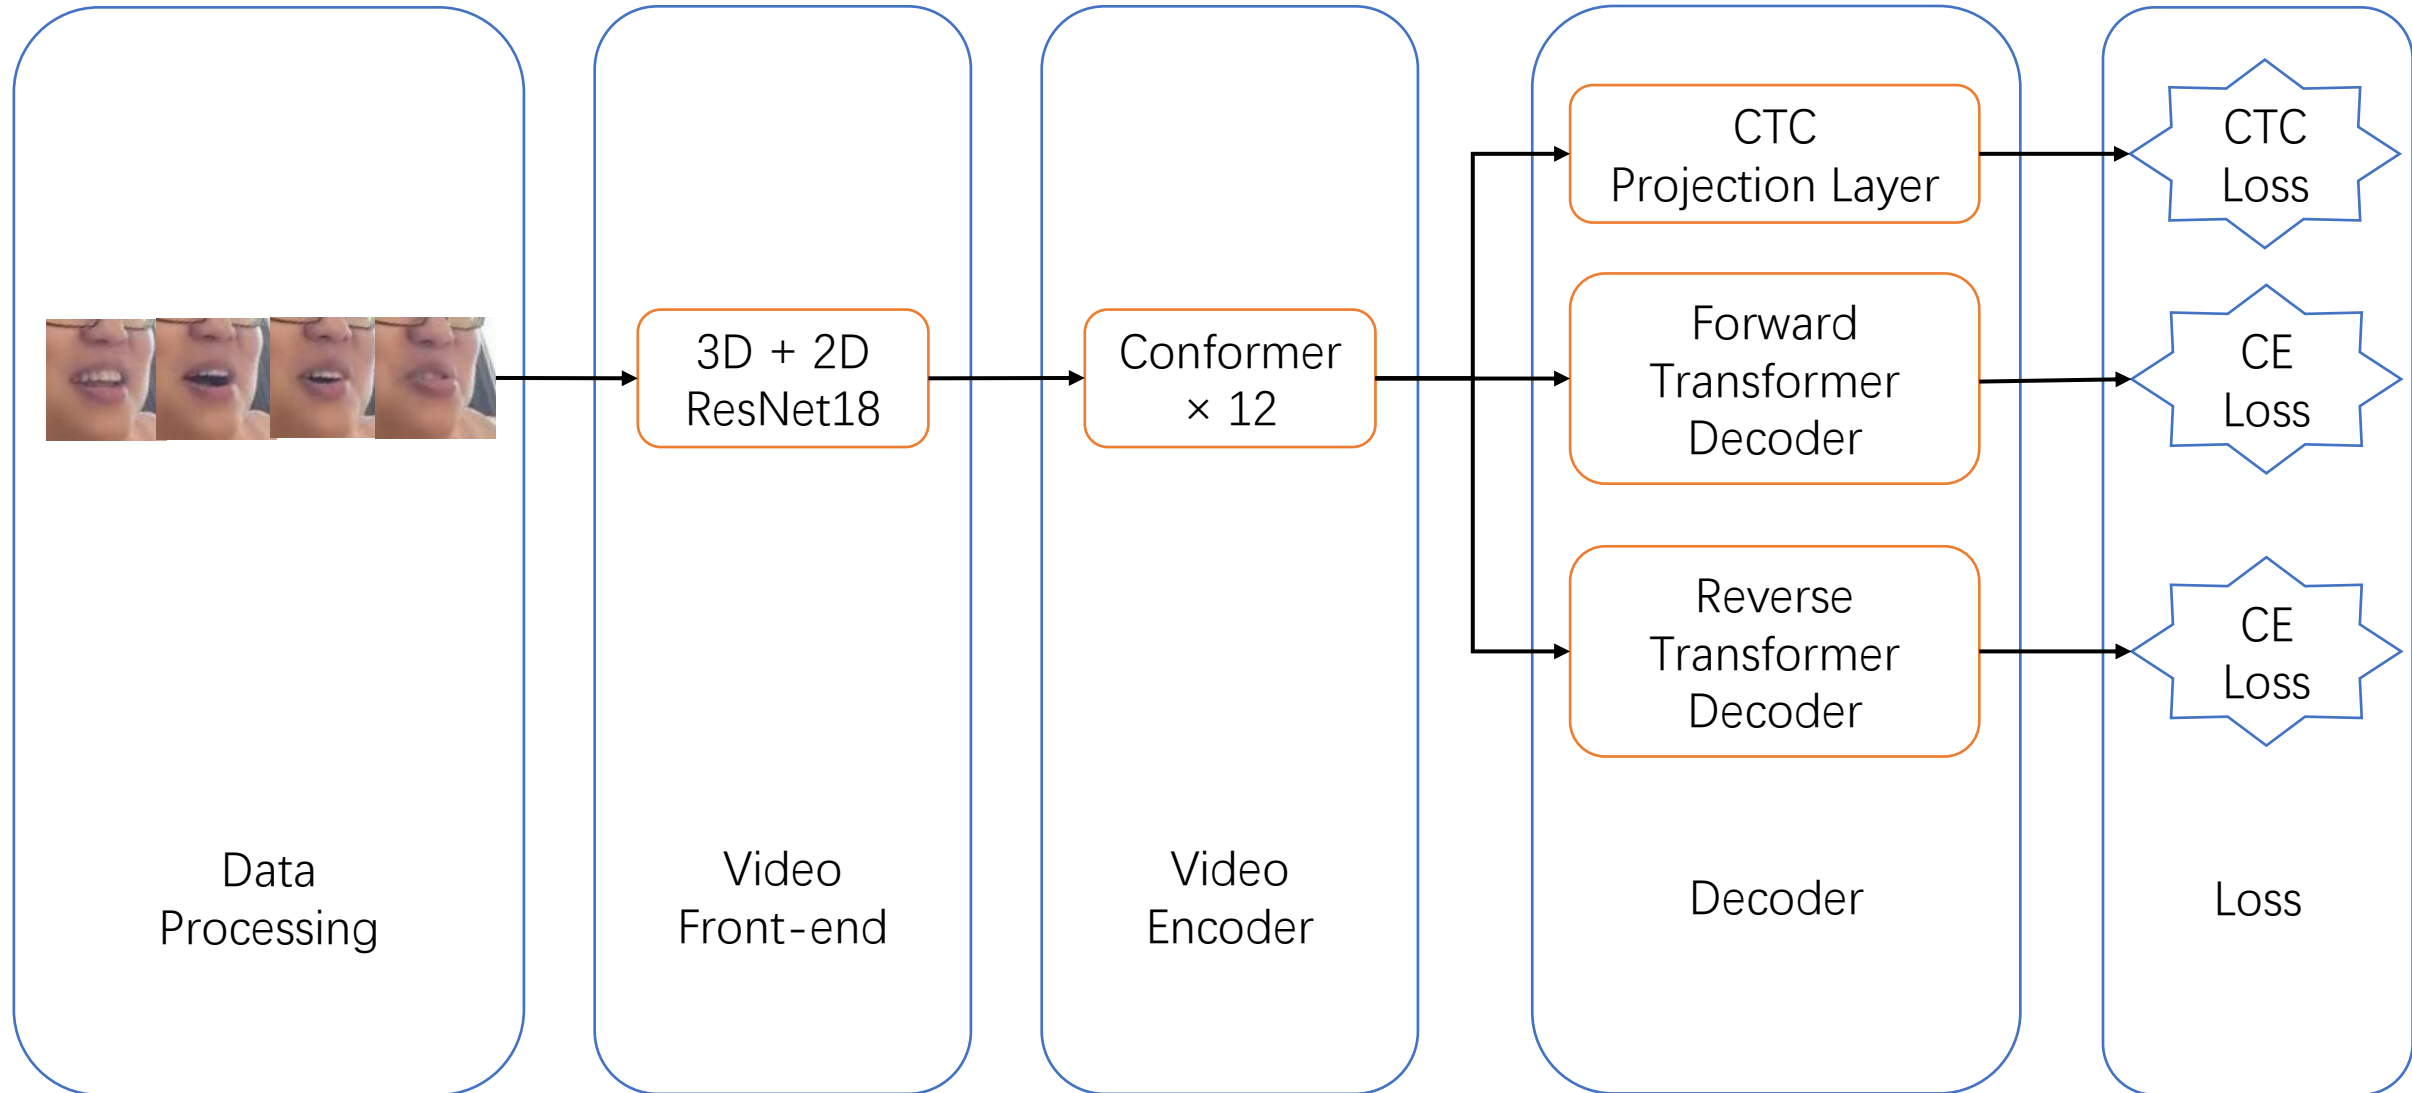 Data
Processing
3D + 2D
ResNet18
Video
Front-end
Conformer
× 12
Video
Encoder
CTC
Projection Layer
Forward
Transformer
Decoder
Reverse
Transformer
Decoder
Decoder
CTC
Loss
CE
Loss
CE
Loss
Loss